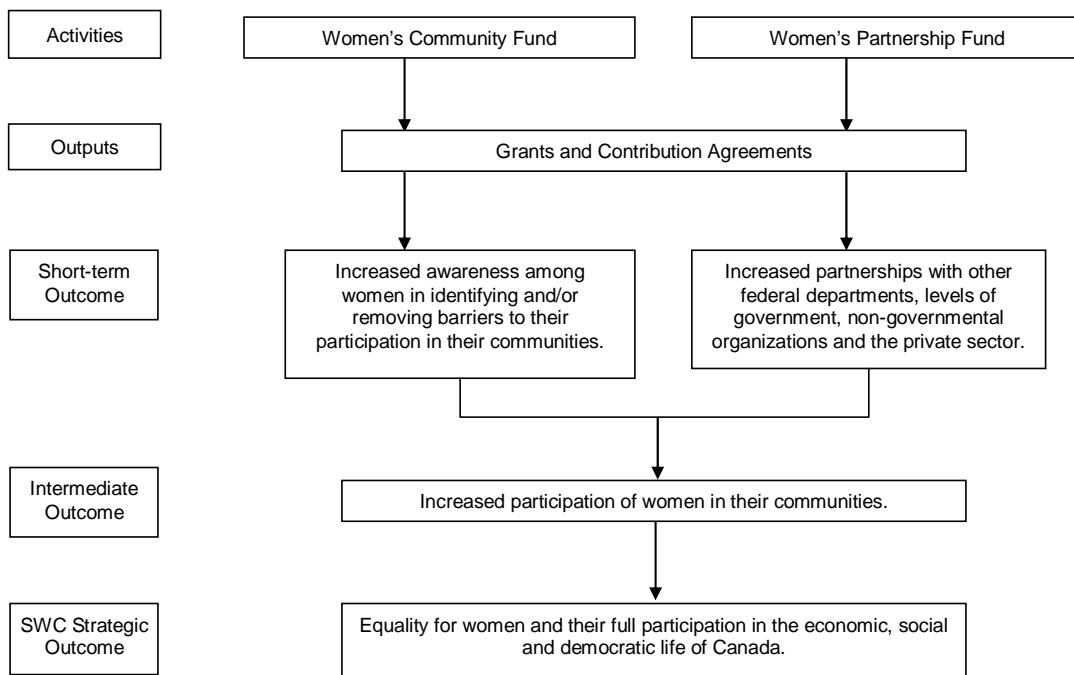 Activities
Women's Community Fund
Women's Partnership Fund
Outputs
Grants and Contribution Agreements
Short-term
Outcome
Increased awareness among
women in identifying and/or
removing barriers to their
participation in their communities.
Increased partnerships with other
federal departments, levels of
government, non-governmental
organizations and the private sector.
Intermediate
Outcome
Increased participation of women in their communities.
SWC Strategic
Outcome
Equality for women and their full participation in the economic, social
and democratic life of Canada.